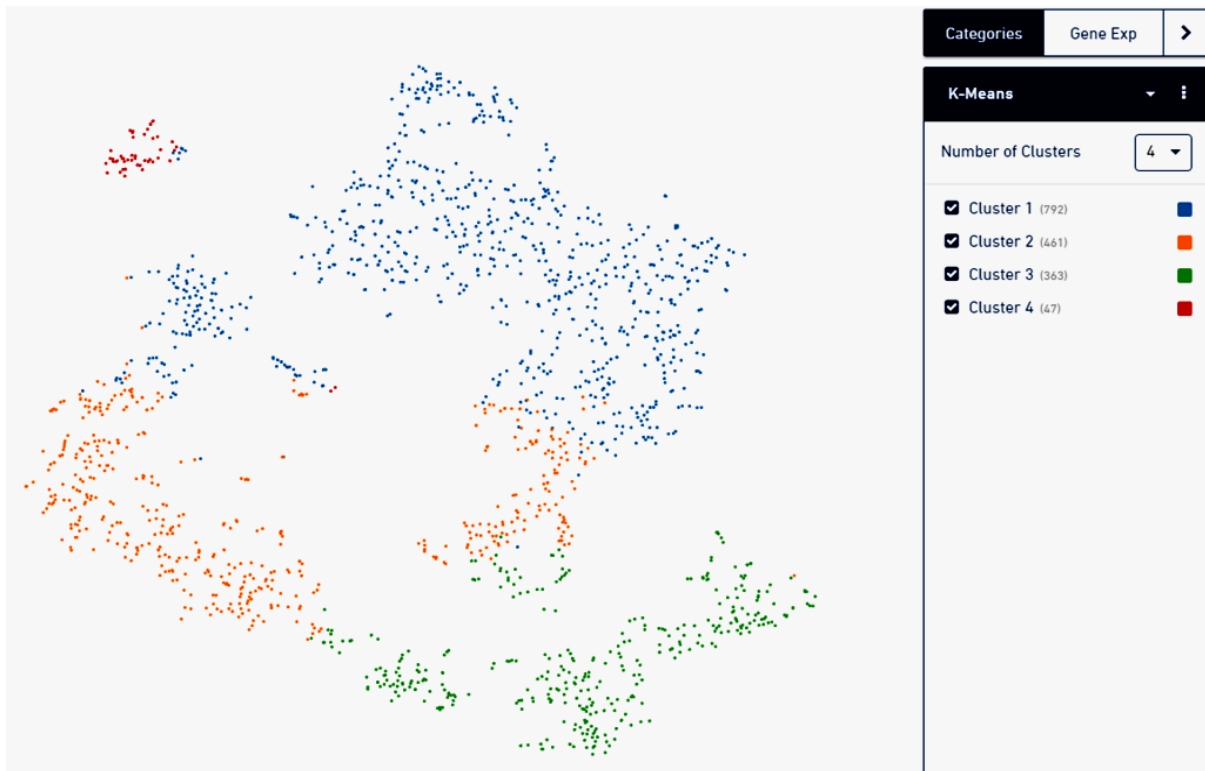 Categories Gene Exp
K-Means
Number of Clusters 4
Cluster 1 (792)
Cluster 2 (461)
Cluster 3 (363)
Cluster 4 (47)